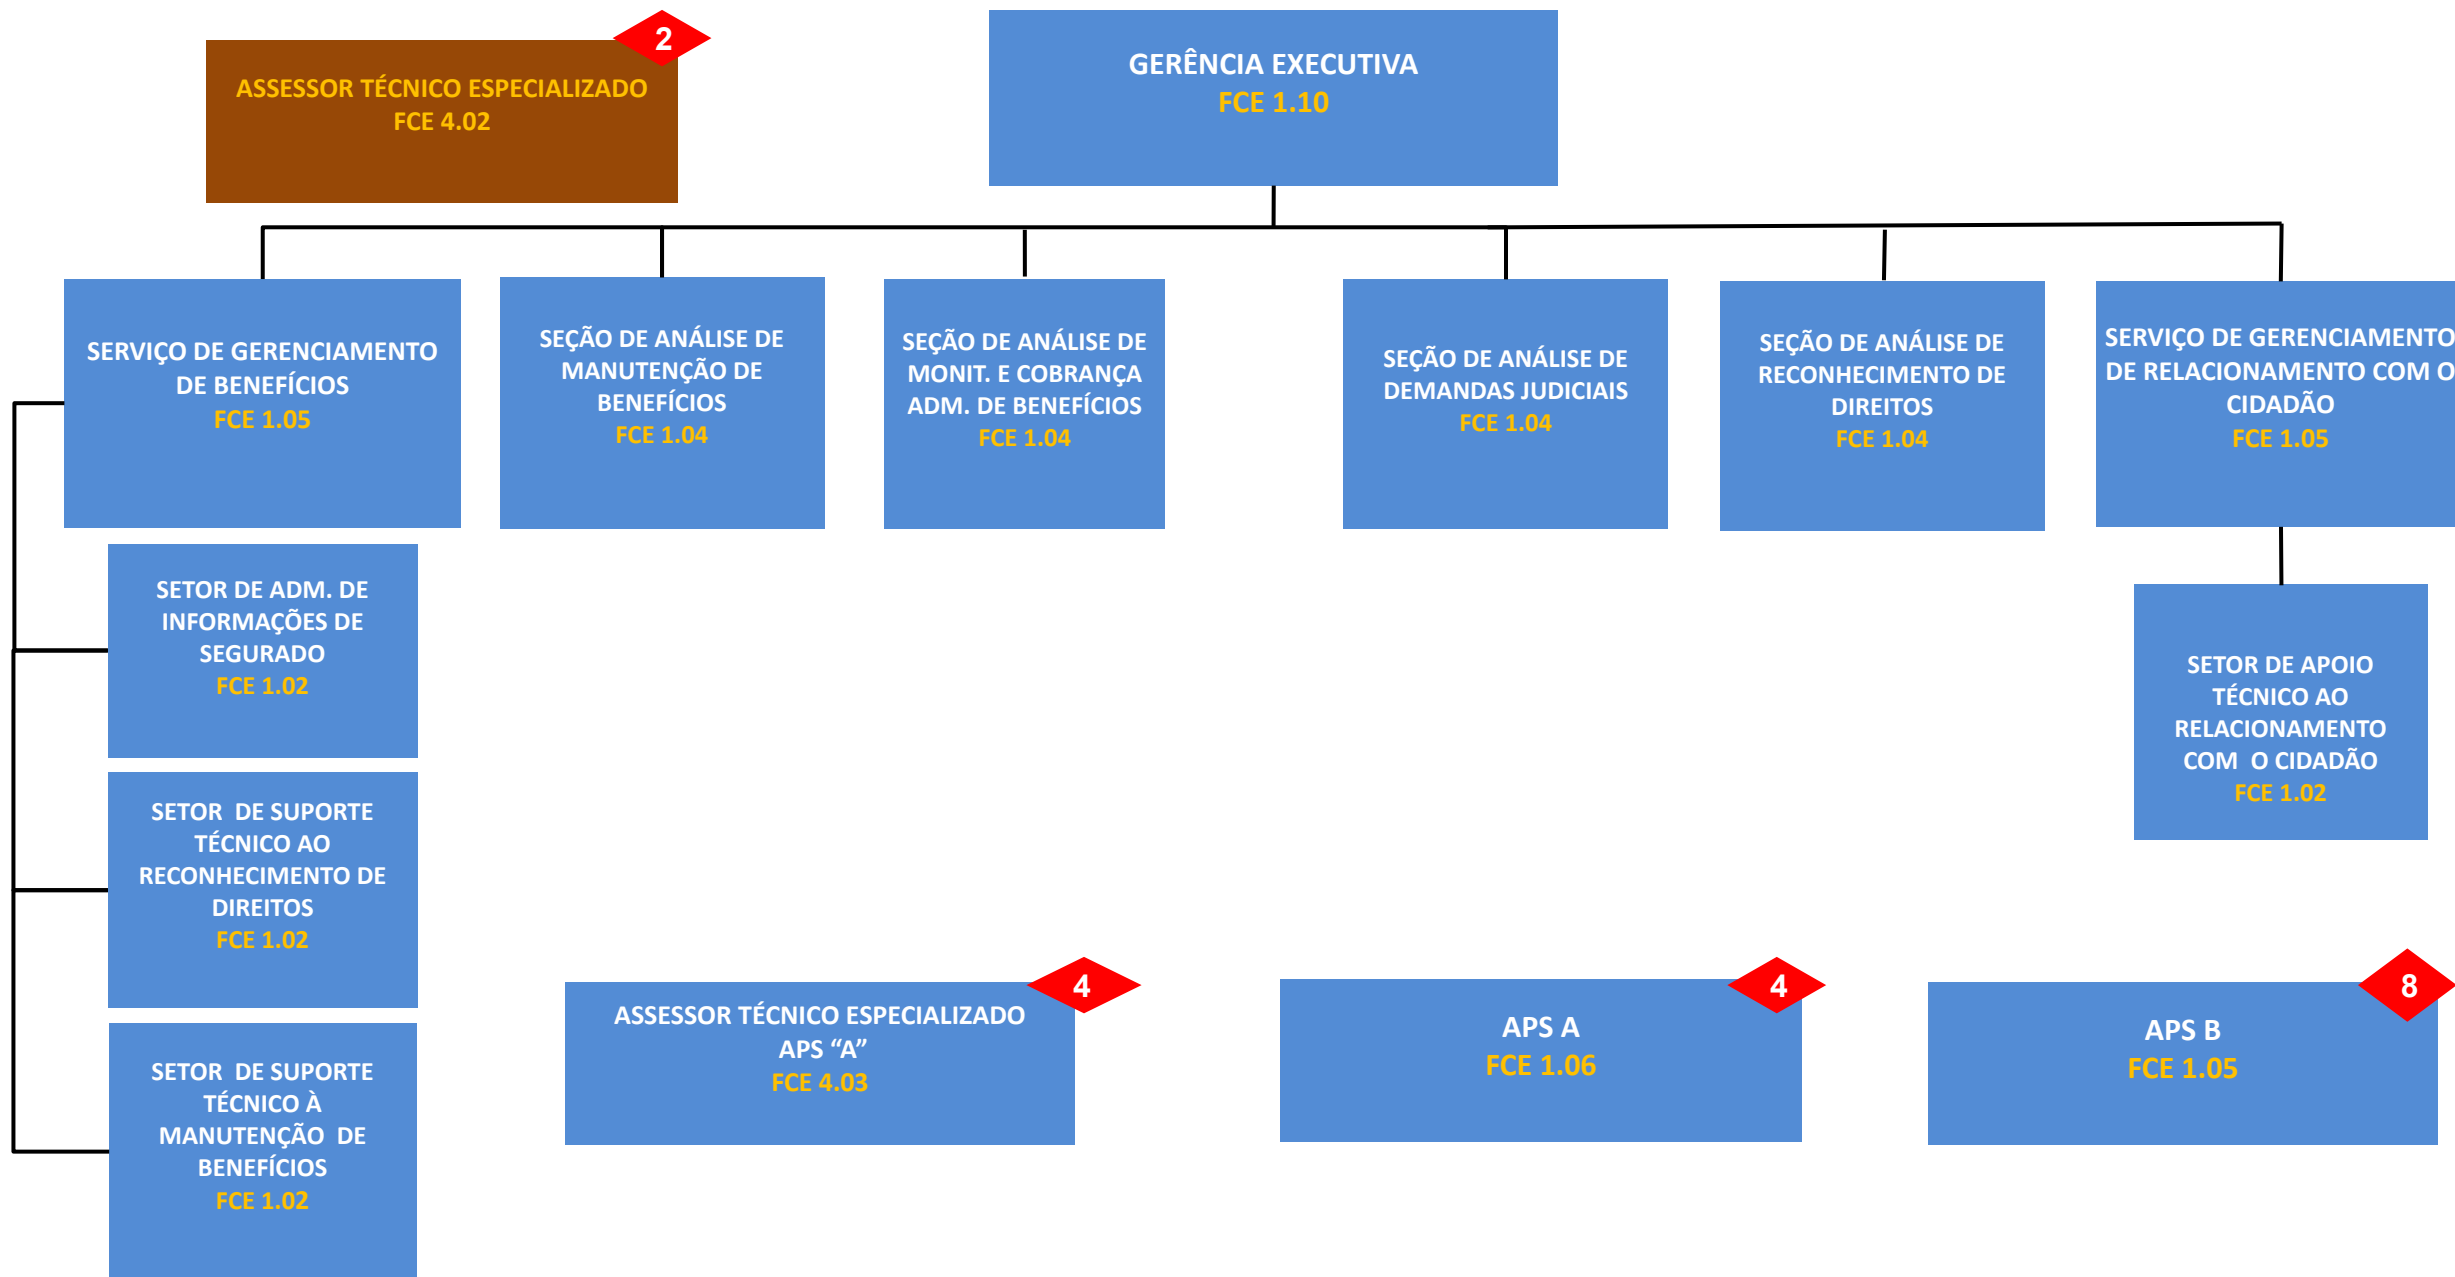 2
ASSESSOR TÉCNICO ESPECIALIZADO
FCE 4.02
GERÊNCIA EXECUTIVA
FCE 1.10
SERVIÇO DE GERENCIAMENTO
DE BENEFÍCIOS
FCE 1.05
SEÇÃO DE ANÁLISE DE
MANUTENÇÃO DE
BENEFÍCIOS
FCE 1.04
SEÇÃO DE ANÁLISE DE
MONIT. E COBRANÇA
ADM. DE BENEFÍCIOS
FCE 1.04
SEÇÃO DE ANÁLISE DE
DEMANDAS JUDICIAIS
FCE 1.04
SEÇÃO DE ANÁLISE DE
RECONHECIMENTO DE
DIREITOS
FCE 1.04
SERVIÇO DE GERENCIAMENTO
DE RELACIONAMENTO COM O
CIDADÃO
FCE 1.05
SETOR DE ADM. DE
INFORMAÇÕES DE
SEGURADO
FCE 1.02
SETOR DE APOIO
TÉCNICO AO
RELACIONAMENTO
COM O CIDADÃO
FCE 1.02
SETOR DE SUPORTE
TÉCNICO AO
RECONHECIMENTO DE
DIREITOS
FCE 1.02
SETOR DE SUPORTE
TÉCNICO À
MANUTENÇÃO DE
BENEFÍCIOS
FCE 1.02
4
ASSESSOR TÉCNICO ESPECIALIZADO
APS “A”
FCE 4.03
4
APS A
FCE 1.06
8
APS B
FCE 1.05